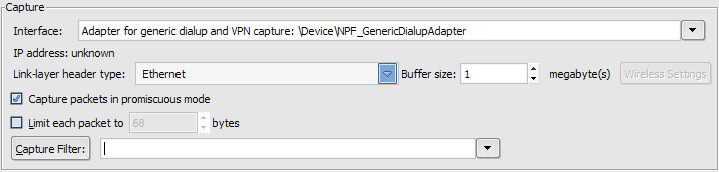 Capture
Interface: Adapter for generic dialup and VPN capture: \Device\NPF_GenericDialupAdapter
IP address: unknown
Link-layer header type: Ethernet Buffer size: 1 megabyte(s) Wireless Settings
Capture packets in promiscuous mode
Limit each packet to 68 bytes
Capture Filter: